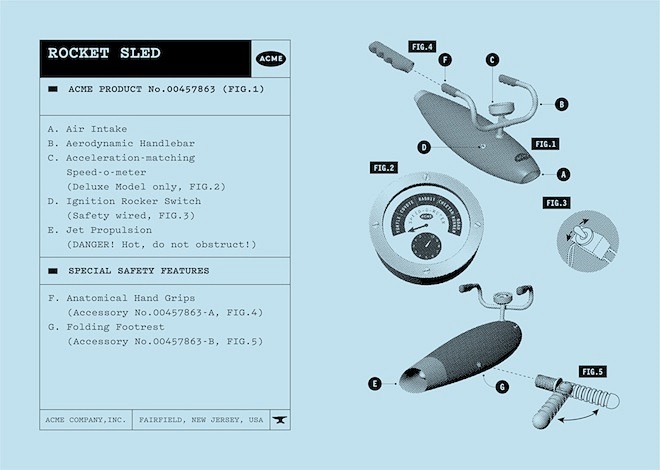 ROCKET SLED
ACME
ACME PRODUCT No.00457863 (FIG.1)
A. Air Intake
B. Aerodynamic Handlebar
C. Acceleration-matching
Speed-o-meter
(Deluxe Model only, FIG.2)
D. Ignition Rocker Switch
(Safety wired, FIG.3)
E. Jet Propulsion
(DANGER! Hot, do not obstruct!)
SPECIAL SAFETY FEATURES
F. Anatomical Hand Grips
(Accessory No.00457863-A, FIG.4)
G. Folding Footrest
(Accessory No.00457863-B, FIG.5)
ACME COMPANY,INC.
FAIRFIELD, NEW JERSEY, USA
FIG.4
F
C
B
D
FIG.1
A
FIG.2
RABBIT
SPEED-O-METER
ACME
FIG.3
FIG.5
E
G